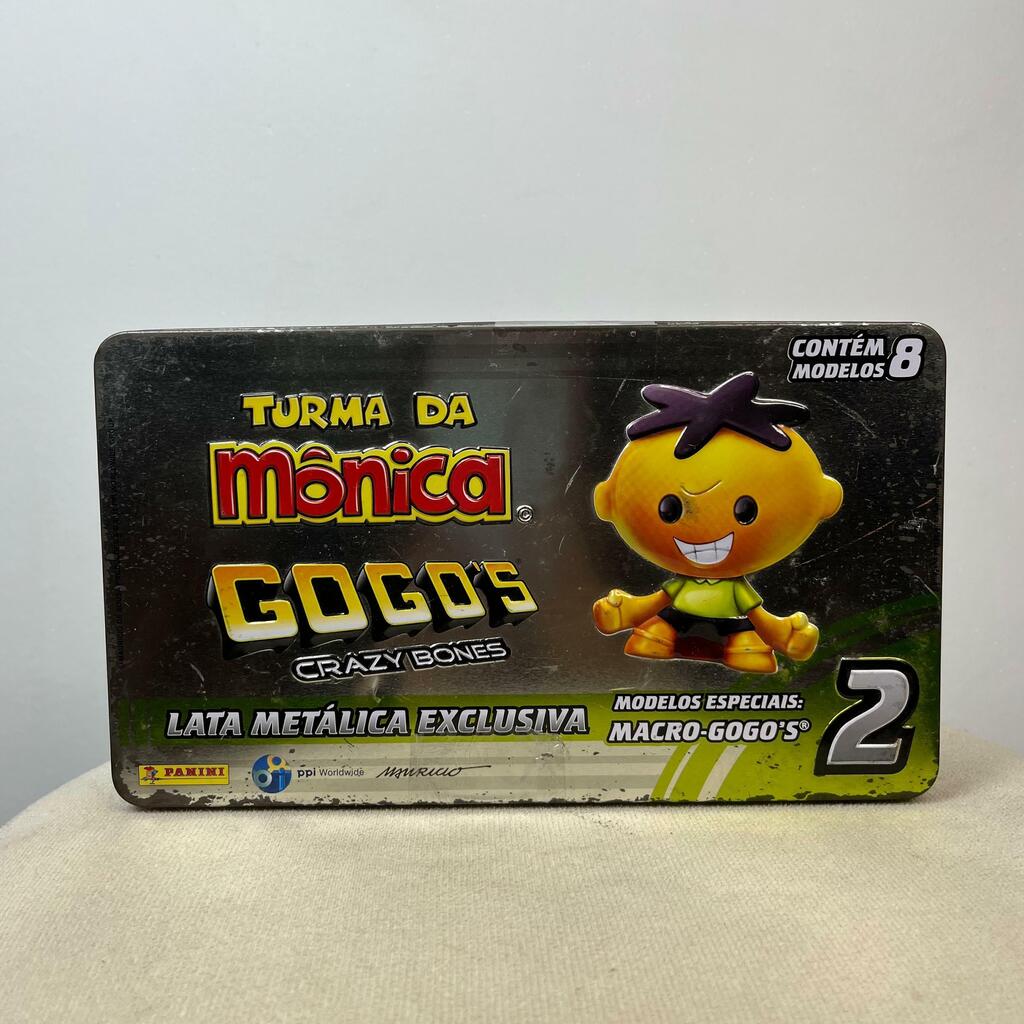 CONTÉM 8
MODELOS
TURMA DA
Mônica ©
GOGO'S
CRAZY BONES
LATA METÁLICA EXCLUSIVA
MODELOS ESPECIAIS:
MACRO-GOGO'S®
2
PANINI
ppi Worldwide
MAURICIO